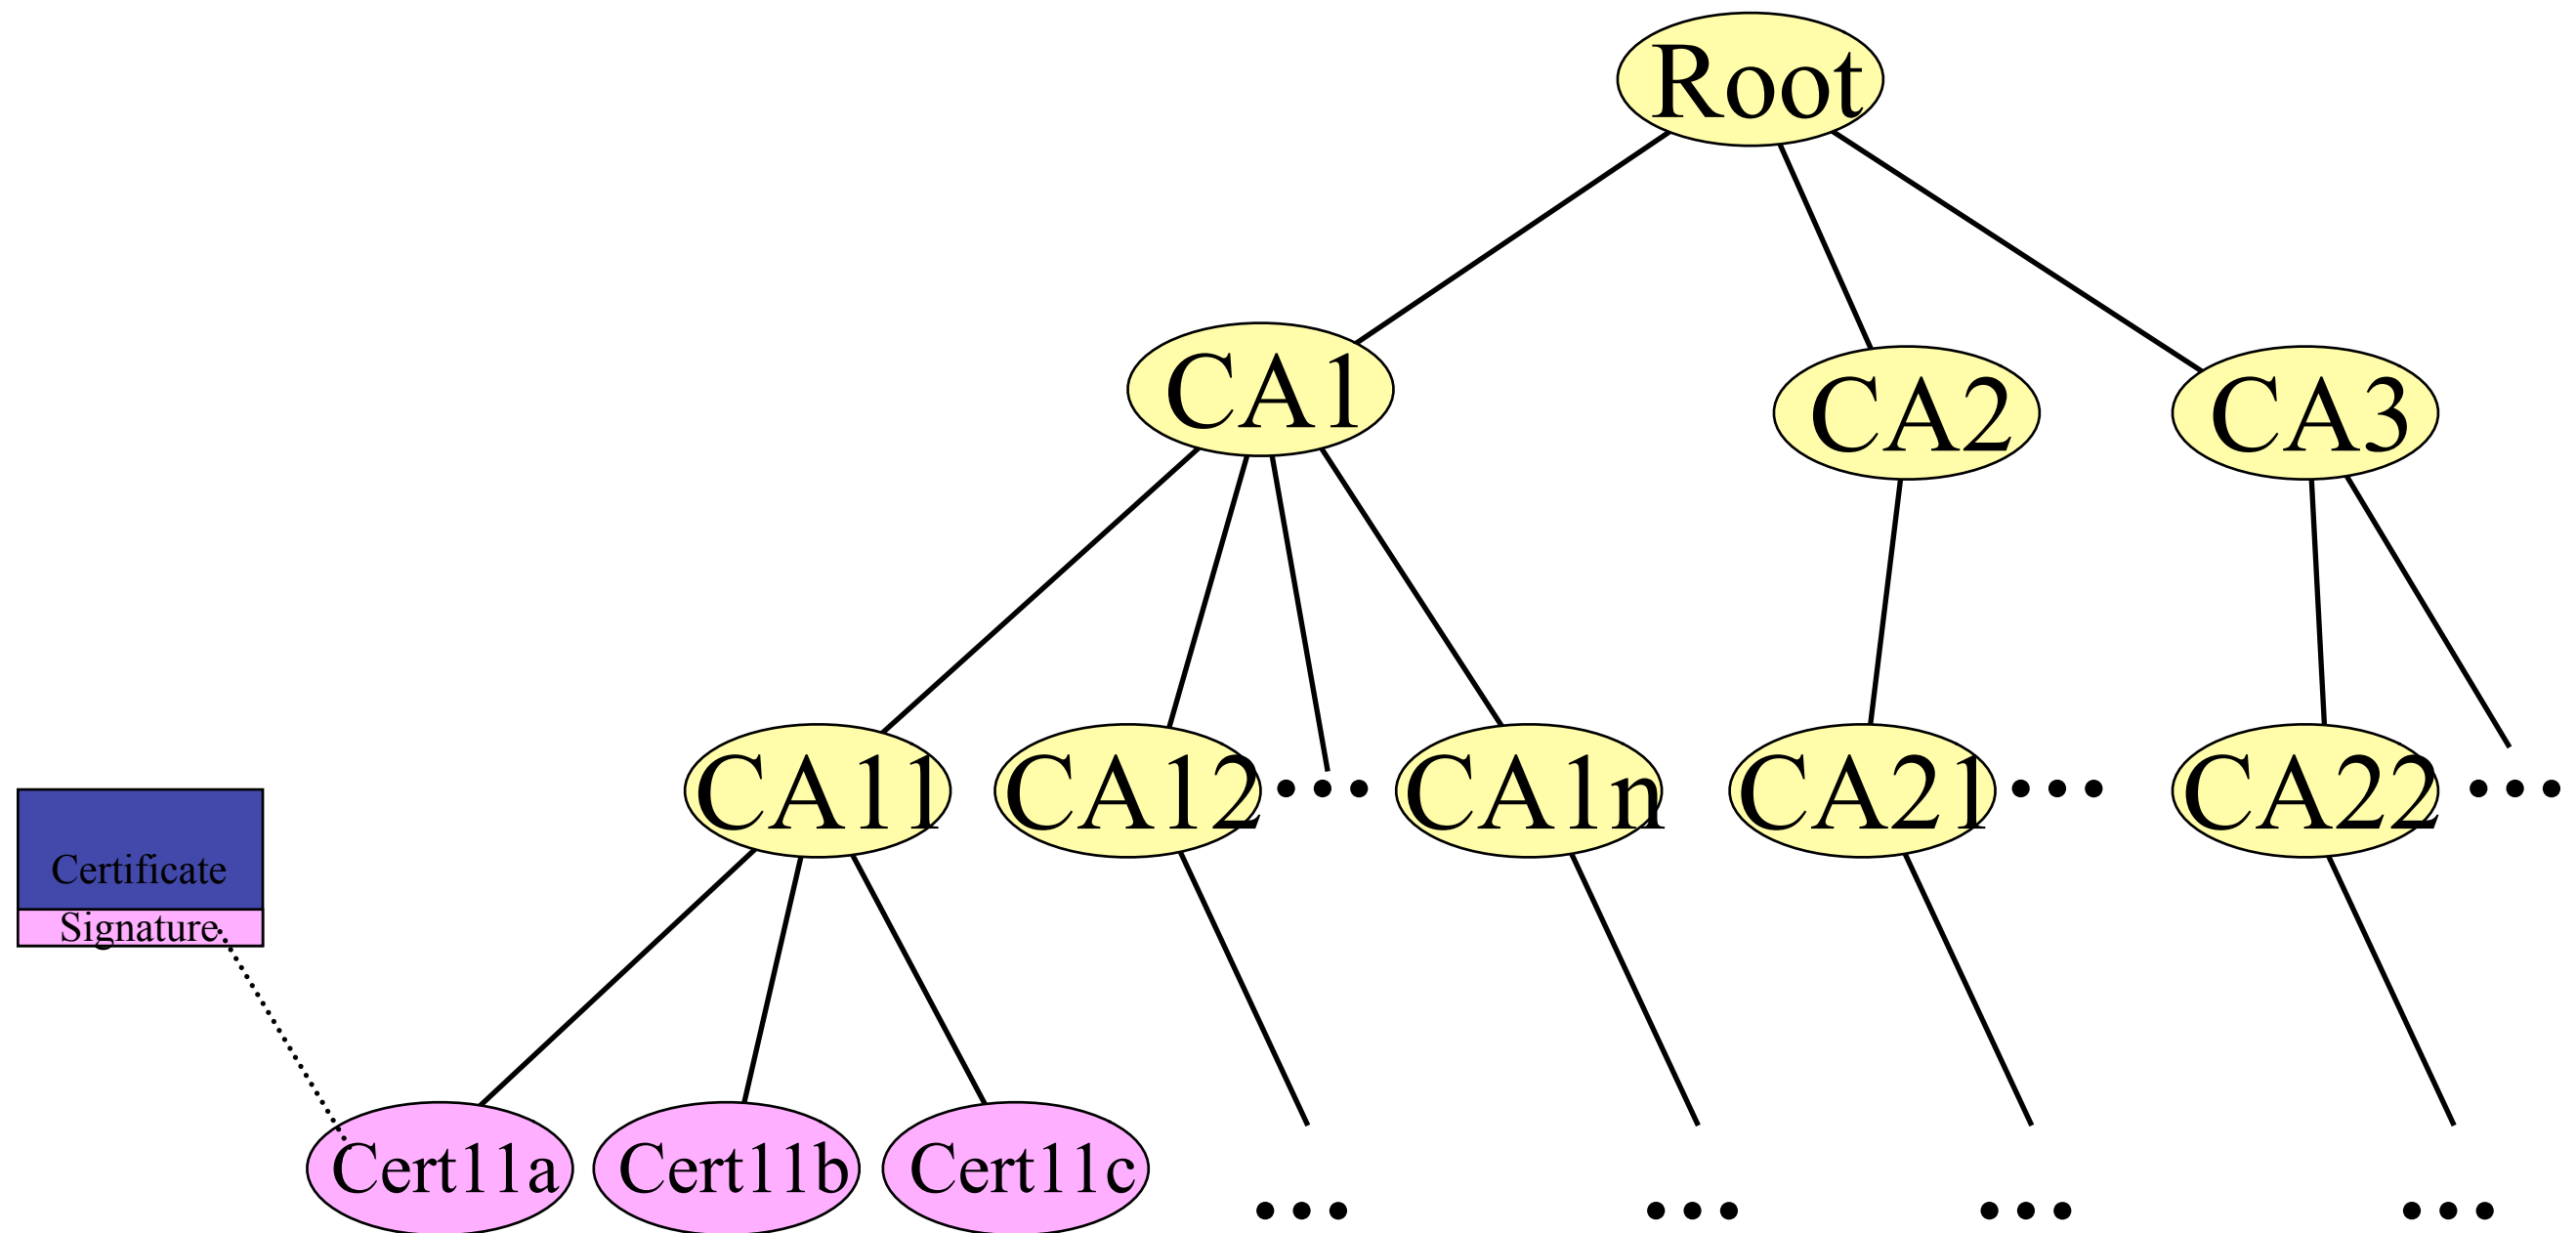 Root
CA1
CA2
CA3
CA11
CA12
...
CA1n
CA21
...
CA22
...
Certificate
Signature
Cert11a
Cert11b
Cert11c
...
...
...
...